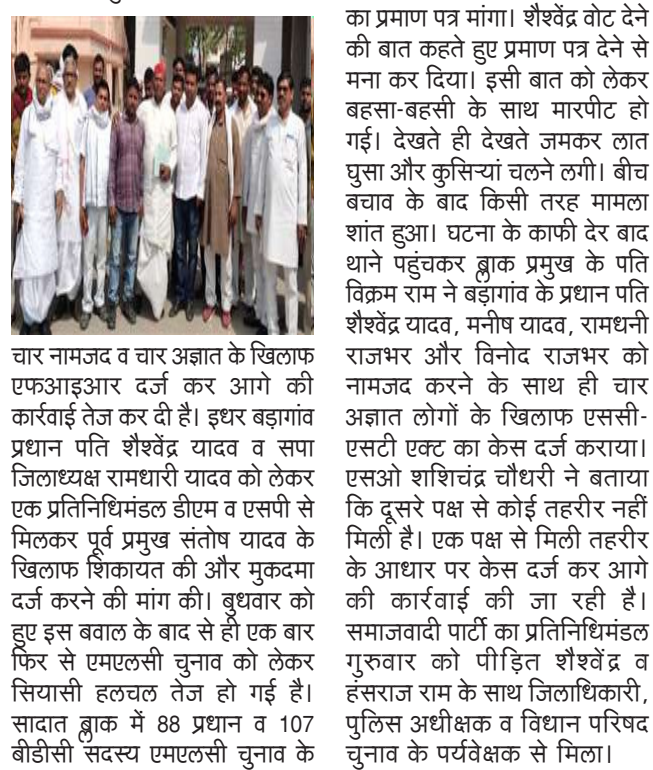 चार नामजद व चार अज्ञात के खिलाफ
एफआइआर दर्ज कर आगे की
कार्रवाई तेज कर दी है। इधर बड़ागांव
प्रधान पति शैश्वेंद्र यादव व सपा
जिलाध्यक्ष रामधारी यादव को लेकर
एक प्रतिनिधिमंडल डीएम व एसपी से
मिलकर पूर्व प्रमुख संतोष यादव के
खिलाफ शिकायत की और मुकदमा
दर्ज करने की मांग की। बुधवार को
हुए इस बवाल के बाद से ही एक बार
फिर से एमएलसी चुनाव को लेकर
सियासी हलचल तेज हो गई है।
सादात ब्लाक में 88 प्रधान व 107
बीडीसी सदस्य एमएलसी चुनाव के
का प्रमाण पत्र मांगा। शैश्वेंद्र वोट देने
की बात कहते हुए प्रमाण पत्र देने से
मना कर दिया। इसी बात को लेकर
बहसा-बहसी के साथ मारपीट हो
गई। देखते ही देखते जमकर लात
घुसा और कुसिर्यां चलने लगी। बीच
बचाव के बाद किसी तरह मामला
शांत हुआ। घटना के काफी देर बाद
थाने पहुंचकर ब्लाक प्रमुख के पति
विक्रम राम ने बड़ागांव के प्रधान पति
शैश्वेंद्र यादव, मनीष यादव, रामधनी
राजभर और विनोद राजभर को
नामजद करने के साथ ही चार
अज्ञात लोगों के खिलाफ एससी-
एसटी एक्ट का केस दर्ज कराया।
एसओ शशिचंद्र चौधरी ने बताया
कि दूसरे पक्ष से कोई तहरीर नहीं
मिली है। एक पक्ष से मिली तहरीर
के आधार पर केस दर्ज कर आगे
की कार्रवाई की जा रही है।
समाजवादी पार्टी का प्रतिनिधिमंडल
गुरुवार को पीड़ित शैश्वेंद्र व
हंसराज राम के साथ जिलाधिकारी,
पुलिस अधीक्षक व विधान परिषद
चुनाव के पर्यवेक्षक से मिला।